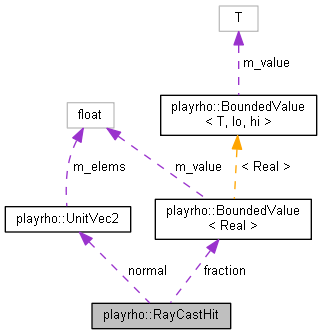 T
m_value
playrho::BoundedValue
< T, lo, hi >
float
m_elems
m_value
< Real >
playrho::UnitVec2
playrho::BoundedValue
< Real >
normal
fraction
playrho::RayCastHit